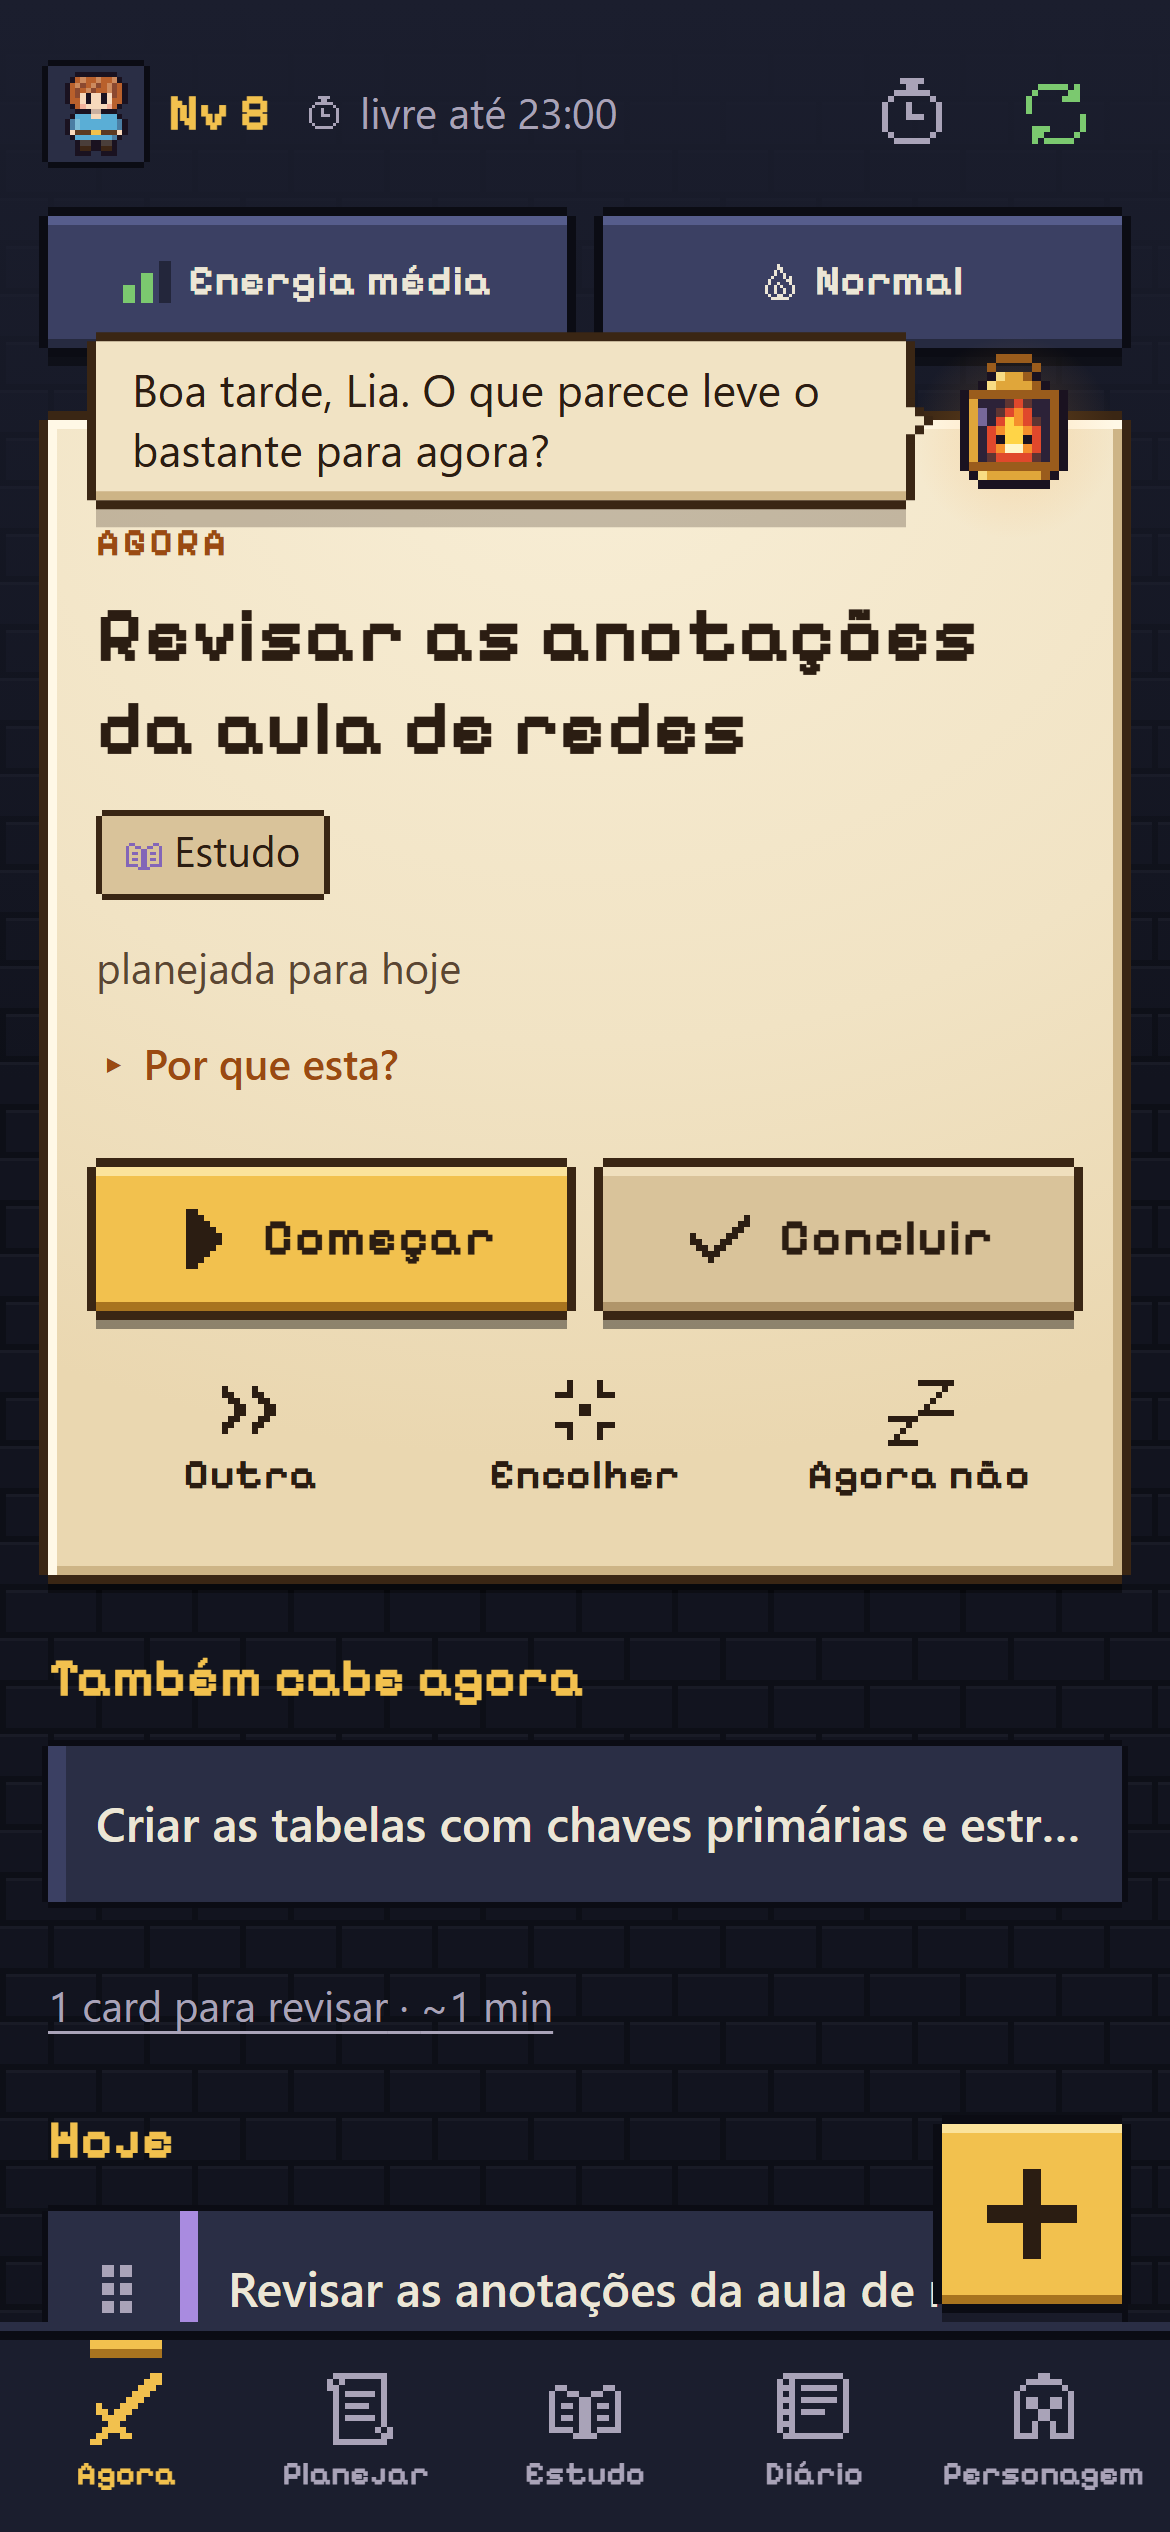 Nv 8
livre até 23:00
Energia média
Normal
Boa tarde, Lia. O que parece leve o
bastante para agora?
AGORA
Revisar as anotações
da aula de redes
Estudo
planejada para hoje
Por que esta?
Começar
Concluir
Outra
Encolher
Agora não
Também cabe agora
Criar as tabelas com chaves primárias e estr...
1 card para revisar · ~1 min
Hoje
Revisar as anotações da aula de
Agora
Planejar
Estudo
Diário
Personagem